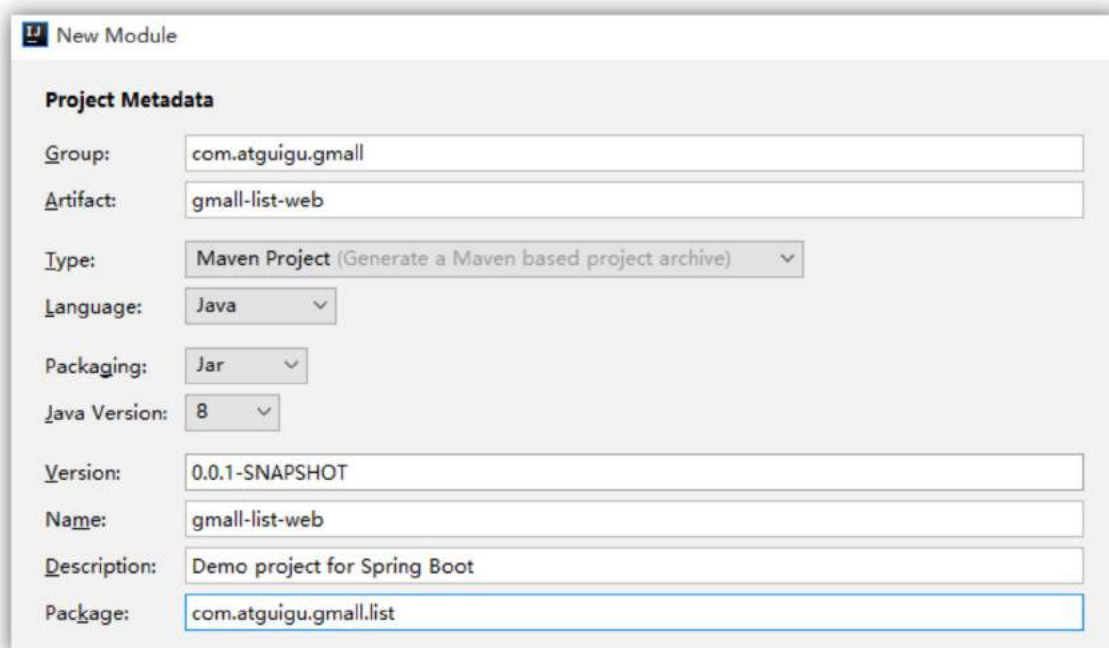 New Module
Project Metadata
Group: com.atguigu.gmall
Artifact: gmall-list-web
Type: Maven Project (Generate a Maven based project archive)
Language: Java
Packaging: Jar
Java Version: 8
Version: 0.0.1-SNAPSHOT
Name: gmall-list-web
Description: Demo project for Spring Boot
Package: com.atguigu.gmall.list